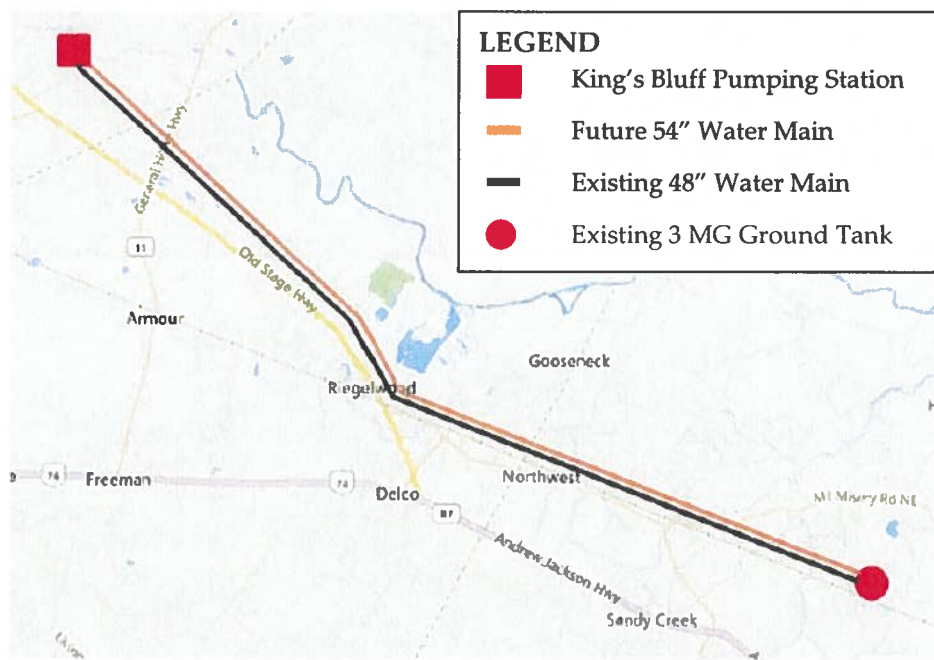 LEGEND
King's Bluff Pumping Station
Future 54" Water Main
Existing 48" Water Main
Existing 3 MG Ground Tank
Hwy
11
Old Stage Hwy
Armour
Gooseneck
Riegelwood
74
Freeman
74
Delco
Northwest
Mt Misery Rd NE
Andrew Jackson Hwy
Sandy Creek